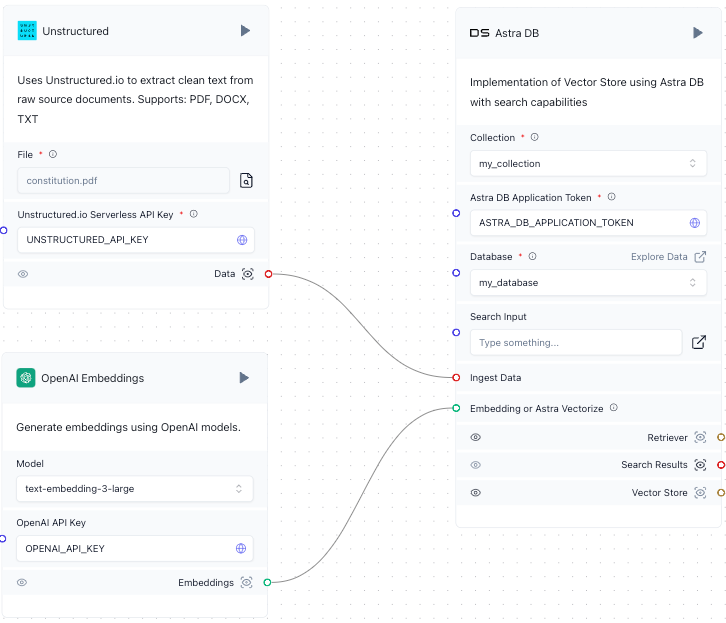 Unstructured
Uses Unstructured.io to extract clean text from
raw source documents. Supports: PDF, DOCX,
TXT
File *
constitution.pdf
Unstructured.io Serverless API Key *
UNSTRUCTURED_API_KEY
Data
OpenAI Embeddings
Generate embeddings using OpenAI models.
Model
text-embedding-3-large
OpenAI API Key
OPENAI_API_KEY
Embeddings
DS Astra DB
Implementation of Vector Store using Astra DB
with search capabilities
Collection *
my_collection
Astra DB Application Token *
ASTRA_DB_APPLICATION_TOKEN
Database * Explore Data
my_database
Search Input
Type something...
Ingest Data
Embedding or Astra Vectorize
Retriever
Search Results
Vector Store